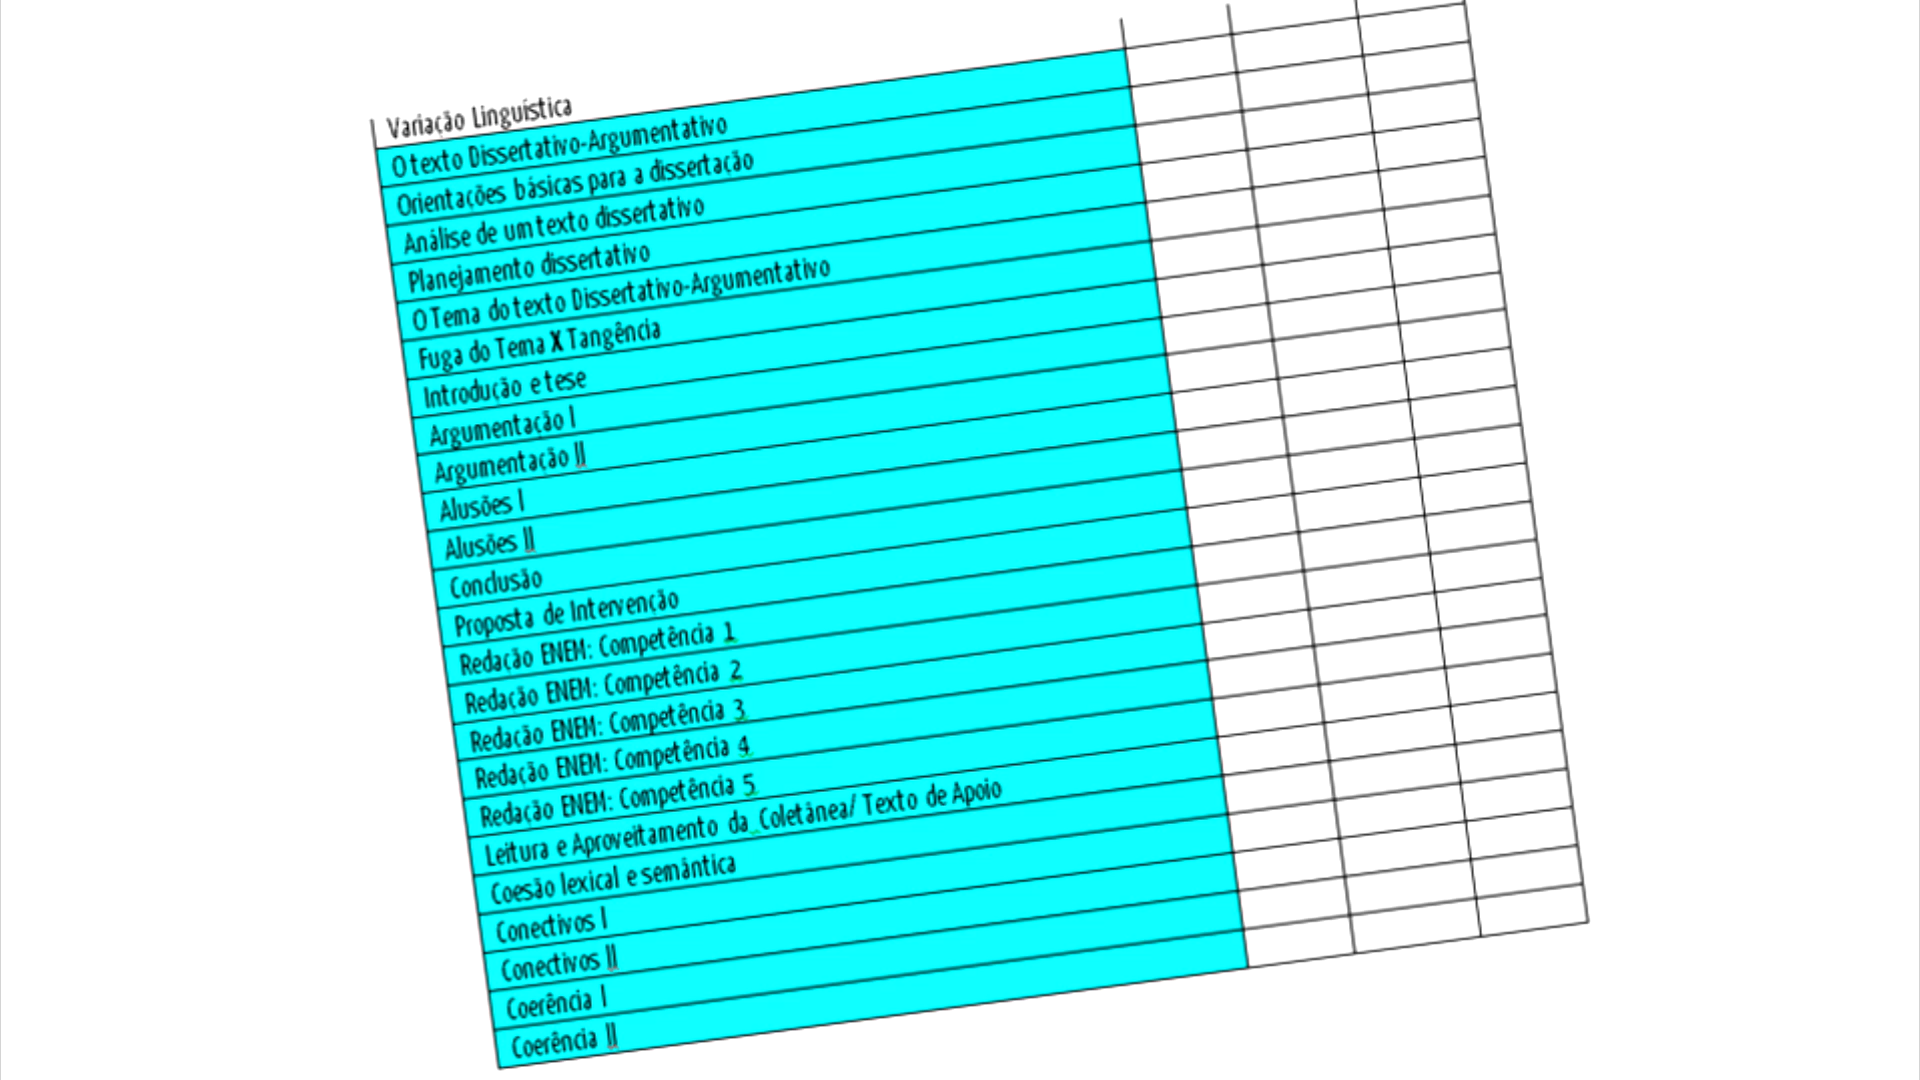 Variação Linguística
O texto Dissertativo-Argumentativo
Orientações básicas para a dissertação
Análise de um texto dissertativo
Planejamento dissertativo
O Tema do texto Dissertativo-Argumentativo
Fuga do Tema X Tangência
Introdução e tese
Argumentação I
Argumentação II
Alusões I
Alusões II
Conclusão
Proposta de Intervenção
Redação ENEM: Competência 1
Redação ENEM: Competência 2
Redação ENEM: Competência 3
Redação ENEM: Competência 4
Redação ENEM: Competência 5
Leitura e Aproveitamento da Coletânea/ Texto de Apoio
Coesão lexical e semântica
Conectivos I
Conectivos II
Coerência I
Coerência II